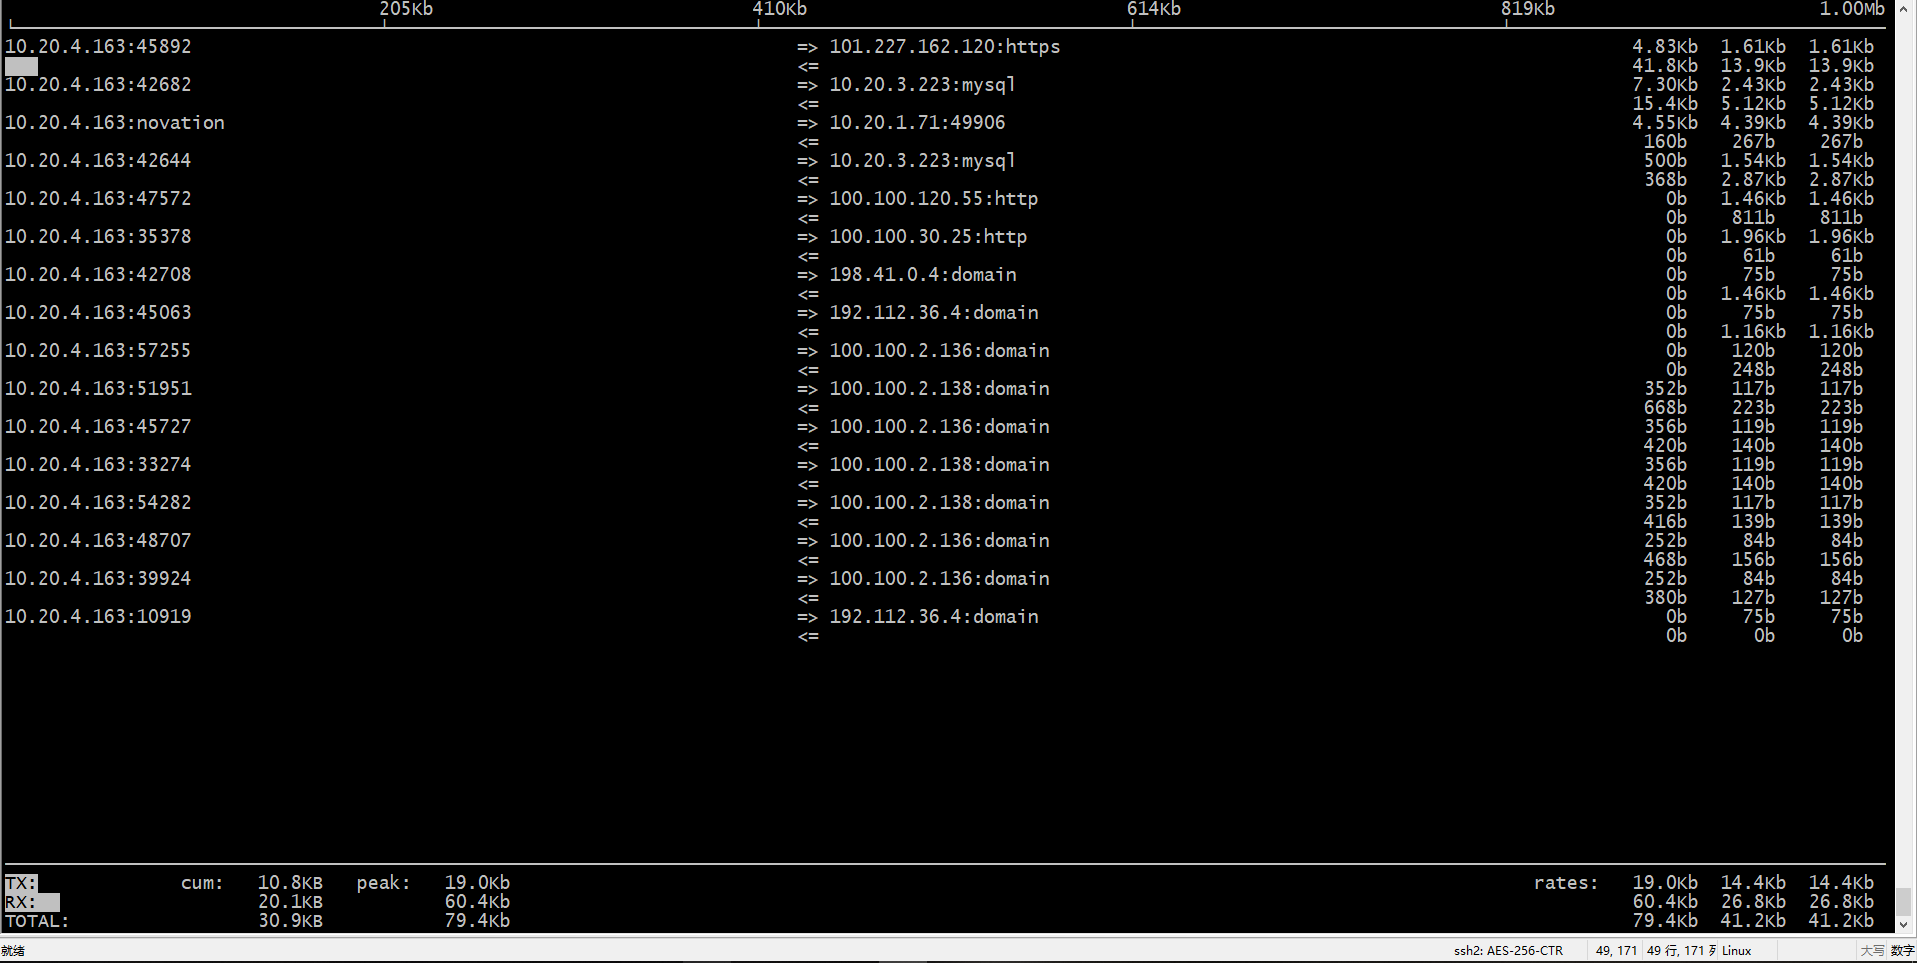 205Kb 410Kb 614Kb 819Kb 1.00Mb
10.20.4.163:45892 => 101.227.162.120:https 4.83Kb 1.61Kb 1.61Kb
<= 41.8Kb 13.9Kb 13.9Kb
10.20.4.163:42682 => 10.20.3.223:mysql 7.30Kb 2.43Kb 2.43Kb
<= 15.4Kb 5.12Kb 5.12Kb
10.20.4.163:novation => 10.20.1.71:49906 4.55Kb 4.39Kb 4.39Kb
<= 160b 267b 267b
10.20.4.163:42644 => 10.20.3.223:mysql 500b 1.54Kb 1.54Kb
<= 368b 2.87Kb 2.87Kb
10.20.4.163:47572 => 100.100.120.55:http 0b 1.46Kb 1.46Kb
<= 0b 811b 811b
10.20.4.163:35378 => 100.100.30.25:http 0b 1.96Kb 1.96Kb
<= 0b 61b 61b
10.20.4.163:42708 => 198.41.0.4:domain 0b 75b 75b
<= 0b 1.46Kb 1.46Kb
10.20.4.163:45063 => 192.112.36.4:domain 0b 75b 75b
<= 0b 1.16Kb 1.16Kb
10.20.4.163:57255 => 100.100.2.136:domain 0b 120b 120b
<= 0b 248b 248b
10.20.4.163:51951 => 100.100.2.138:domain 352b 117b 117b
<= 668b 223b 223b
10.20.4.163:45727 => 100.100.2.136:domain 356b 119b 119b
<= 420b 140b 140b
10.20.4.163:33274 => 100.100.2.138:domain 356b 119b 119b
<= 420b 140b 140b
10.20.4.163:54282 => 100.100.2.138:domain 352b 117b 117b
<= 416b 139b 139b
10.20.4.163:48707 => 100.100.2.136:domain 252b 84b 84b
<= 468b 156b 156b
10.20.4.163:39924 => 100.100.2.136:domain 252b 84b 84b
<= 380b 127b 127b
10.20.4.163:10919 => 192.112.36.4:domain 0b 75b 75b
<= 0b 0b 0b
TX: cum: 10.8KB peak: 19.0Kb rates: 19.0Kb 14.4Kb 14.4Kb
RX: 20.1KB 60.4Kb 60.4Kb 26.8Kb 26.8Kb
TOTAL: 30.9KB 79.4Kb 79.4Kb 41.2Kb 41.2Kb
就绪 ssh2: AES-256-CTR 49, 171 49 行, 171 列 Linux 大写 数字